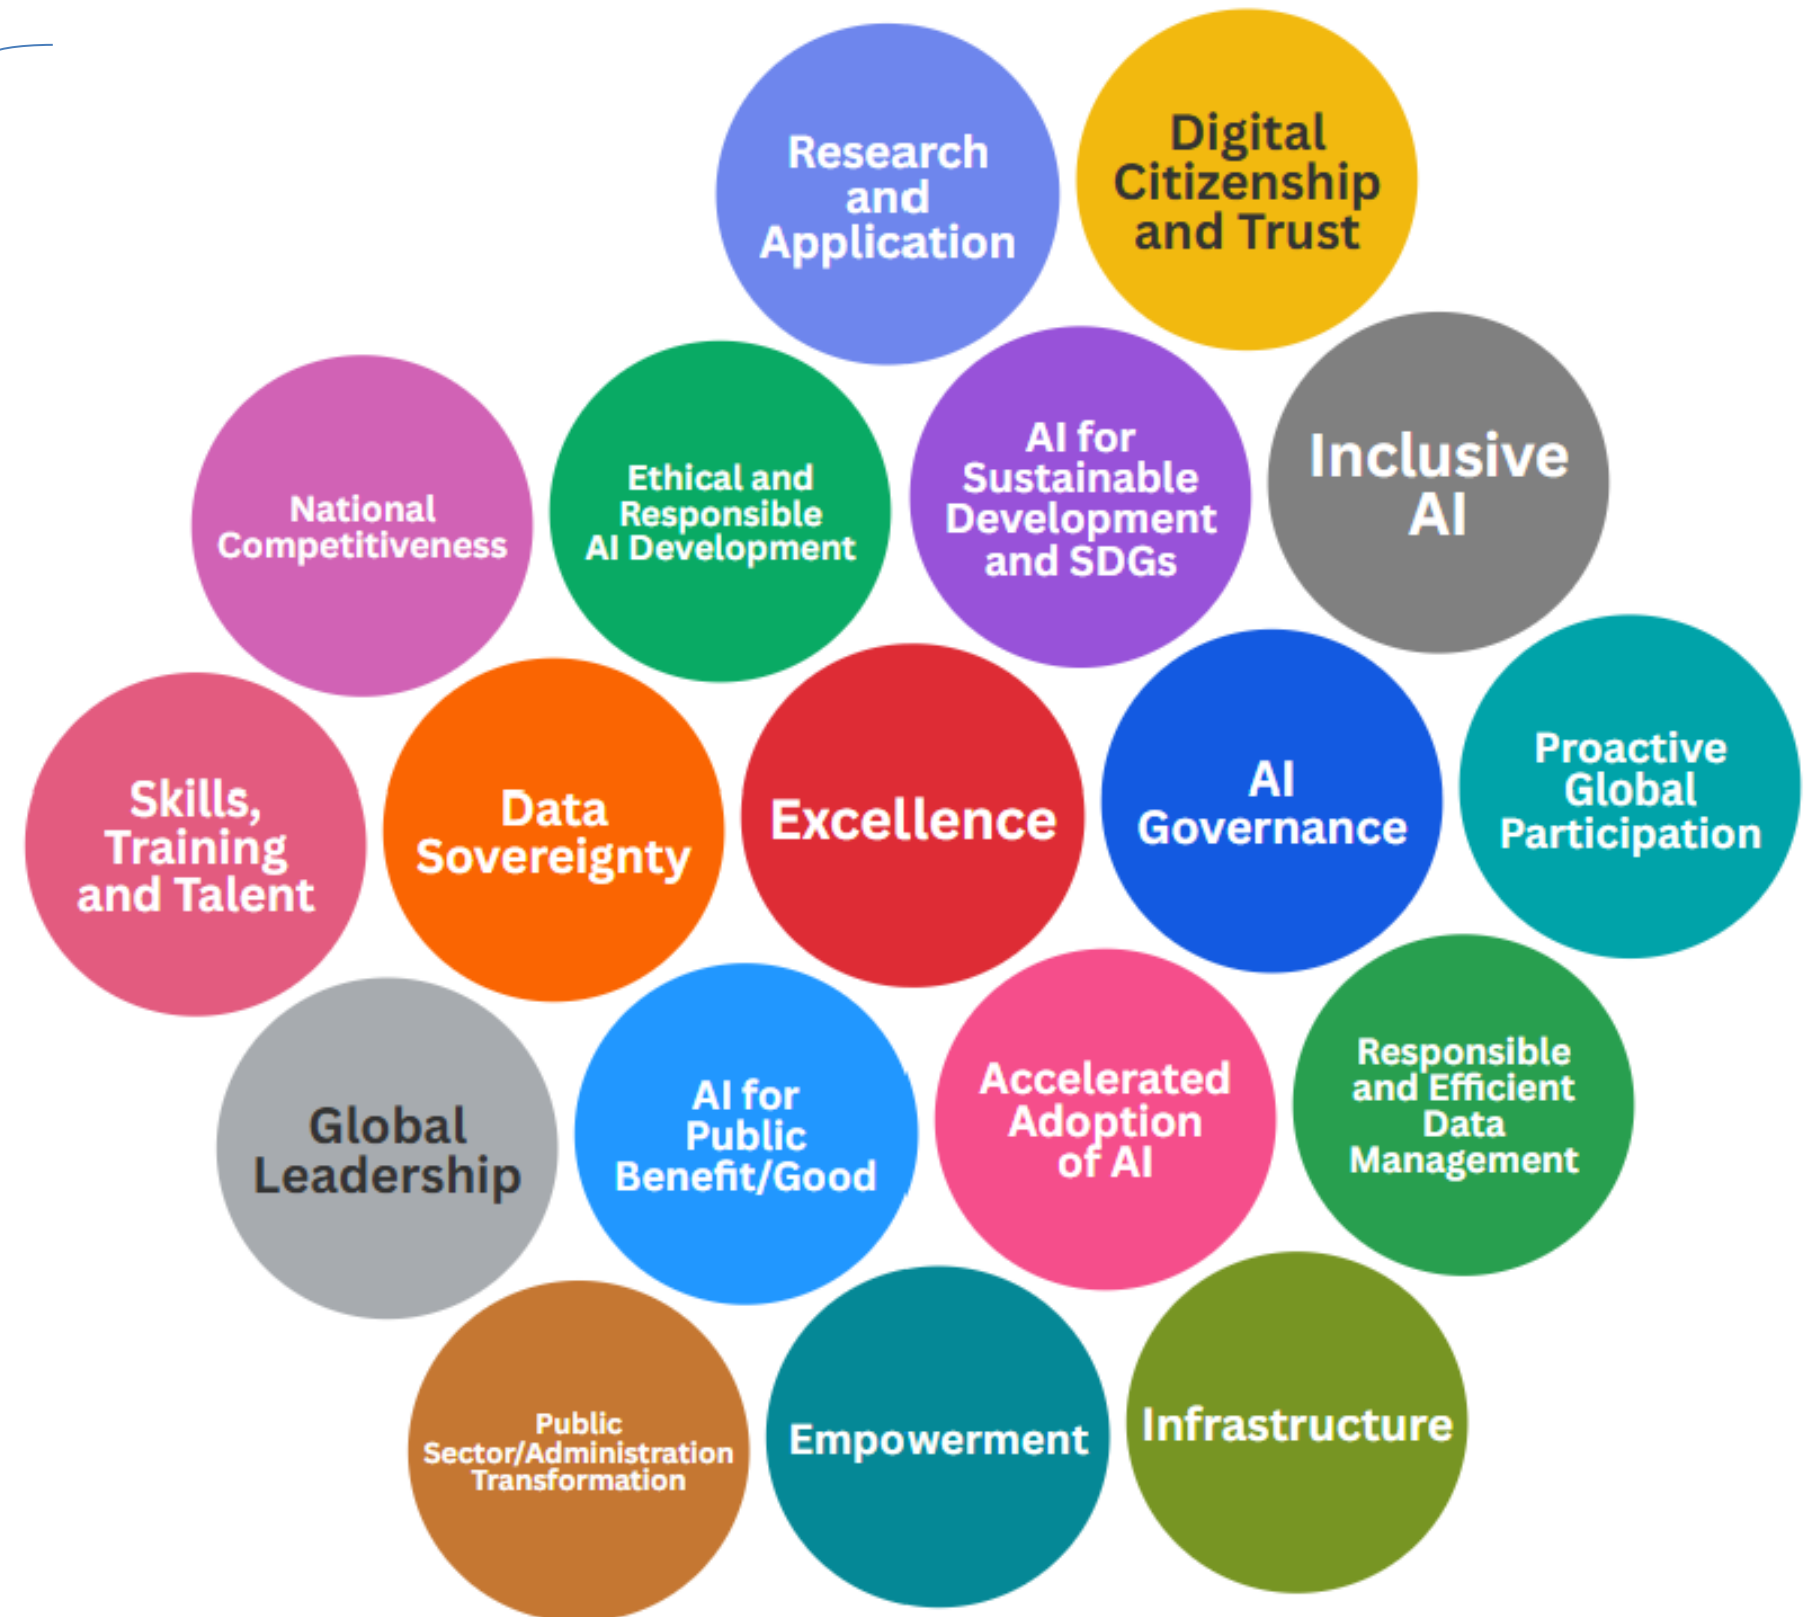 Research
and
Application
Digital
Citizenship
and Trust
National
Competitiveness
Ethical and
Responsible
AI Development
AI for
Sustainable
Development
and SDGs
Inclusive
AI
Skills,
Training
and Talent
Data
Sovereignty
Excellence
AI
Governance
Proactive
Global
Participation
Global
Leadership
AI for
Public
Benefit/Good
Accelerated
Adoption
of AI
Responsible
and Efficient
Data
Management
Public
Sector/Administration
Transformation
Empowerment
Infrastructure